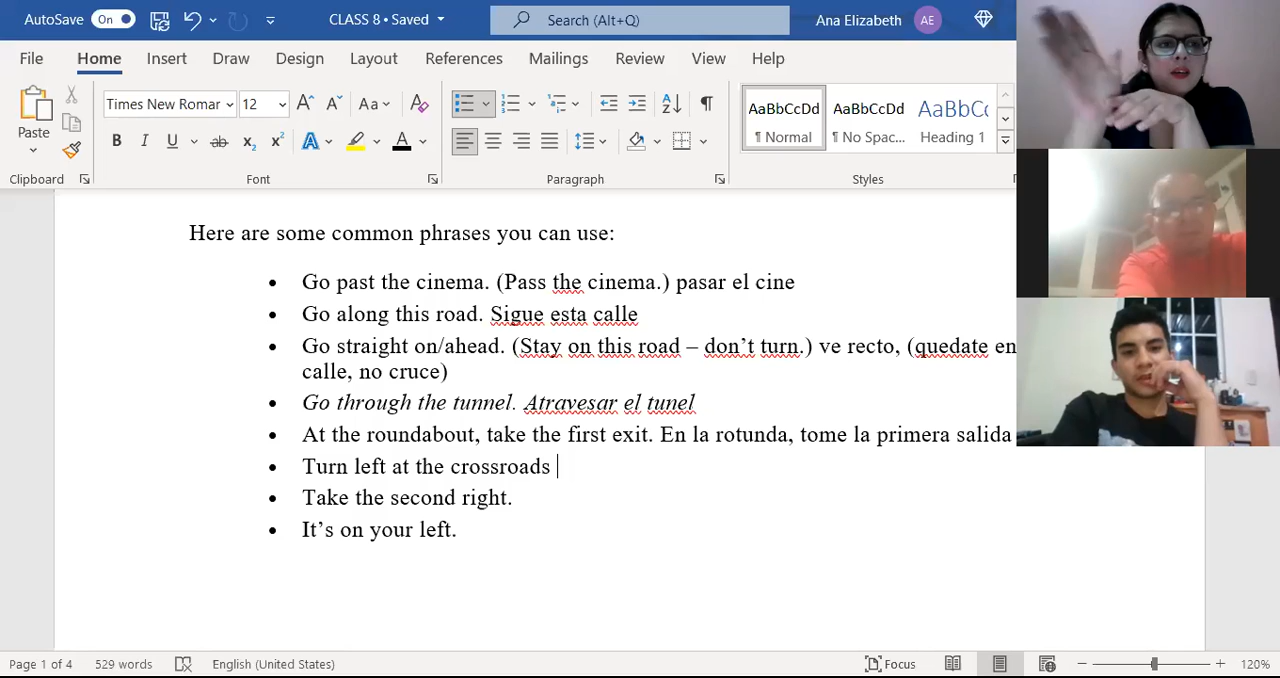 AutoSave On CLASS 8 • Saved Search (Alt+Q) Ana Elizabeth AE
File Home Insert Draw Design Layout References Mailings Review View Help
Times New Romar 12 A A Aa A AaBbCcDd AaBbCcDd AaBbC
Paste B I U ab x₂ x² A A ¶ Normal ¶ No Spac... Heading 1
Clipboard Font Paragraph Styles
Here are some common phrases you can use:
• Go past the cinema. (Pass the cinema.) pasar el cine
• Go along this road. Sigue esta calle
• Go straight on/ahead. (Stay on this road – don’t turn.) ve recto, (quedate en
calle, no cruce)
• Go through the tunnel. Atravesar el tunel
• At the roundabout, take the first exit. En la rotunda, tome la primera salida
• Turn left at the crossroads
• Take the second right.
• It’s on your left.
Page 1 of 4 529 words English (United States) Focus 120%